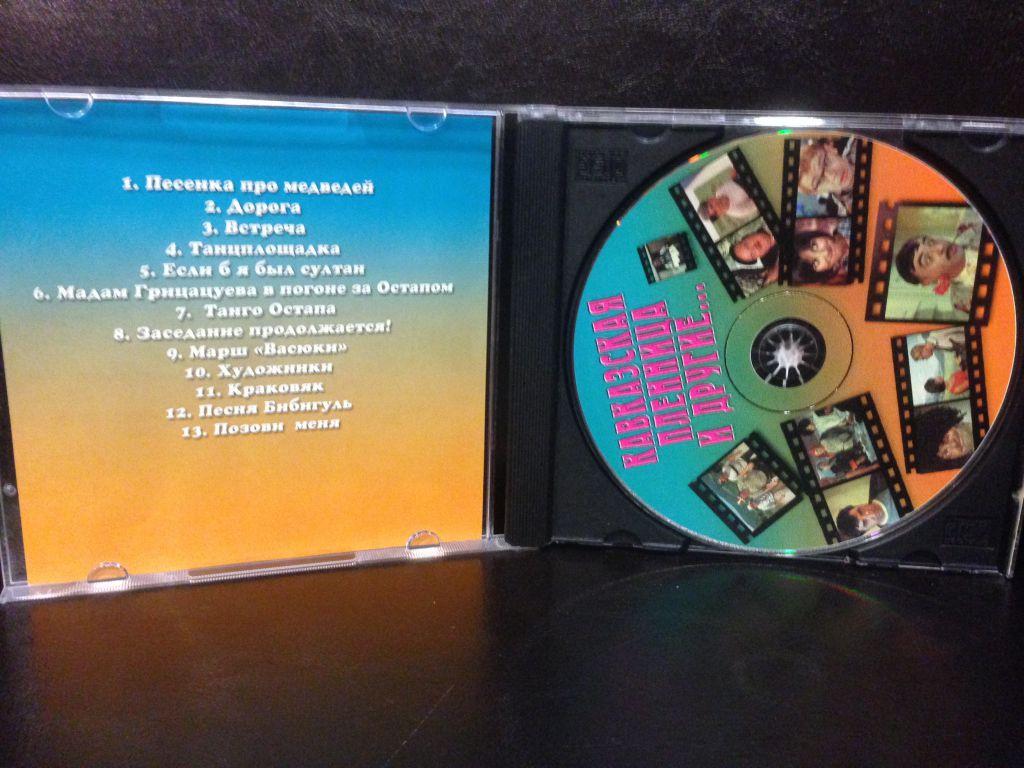 1. Песенка про медведей
2. Дорога
3. Встреча
4. Танцплощадка
5. Если б я был султан
6. Мадам Грицацуева в погоне за Остапом
7. Танго Остапа
8. Заседание продолжается!
9. Марш «Васюки»
10. Художники
11. Краковяк
12. Песня Бибигуль
13. Позови меня
КАВКАЗСКАЯ
ПЛЕННИЦА
И ДРУГИЕ...